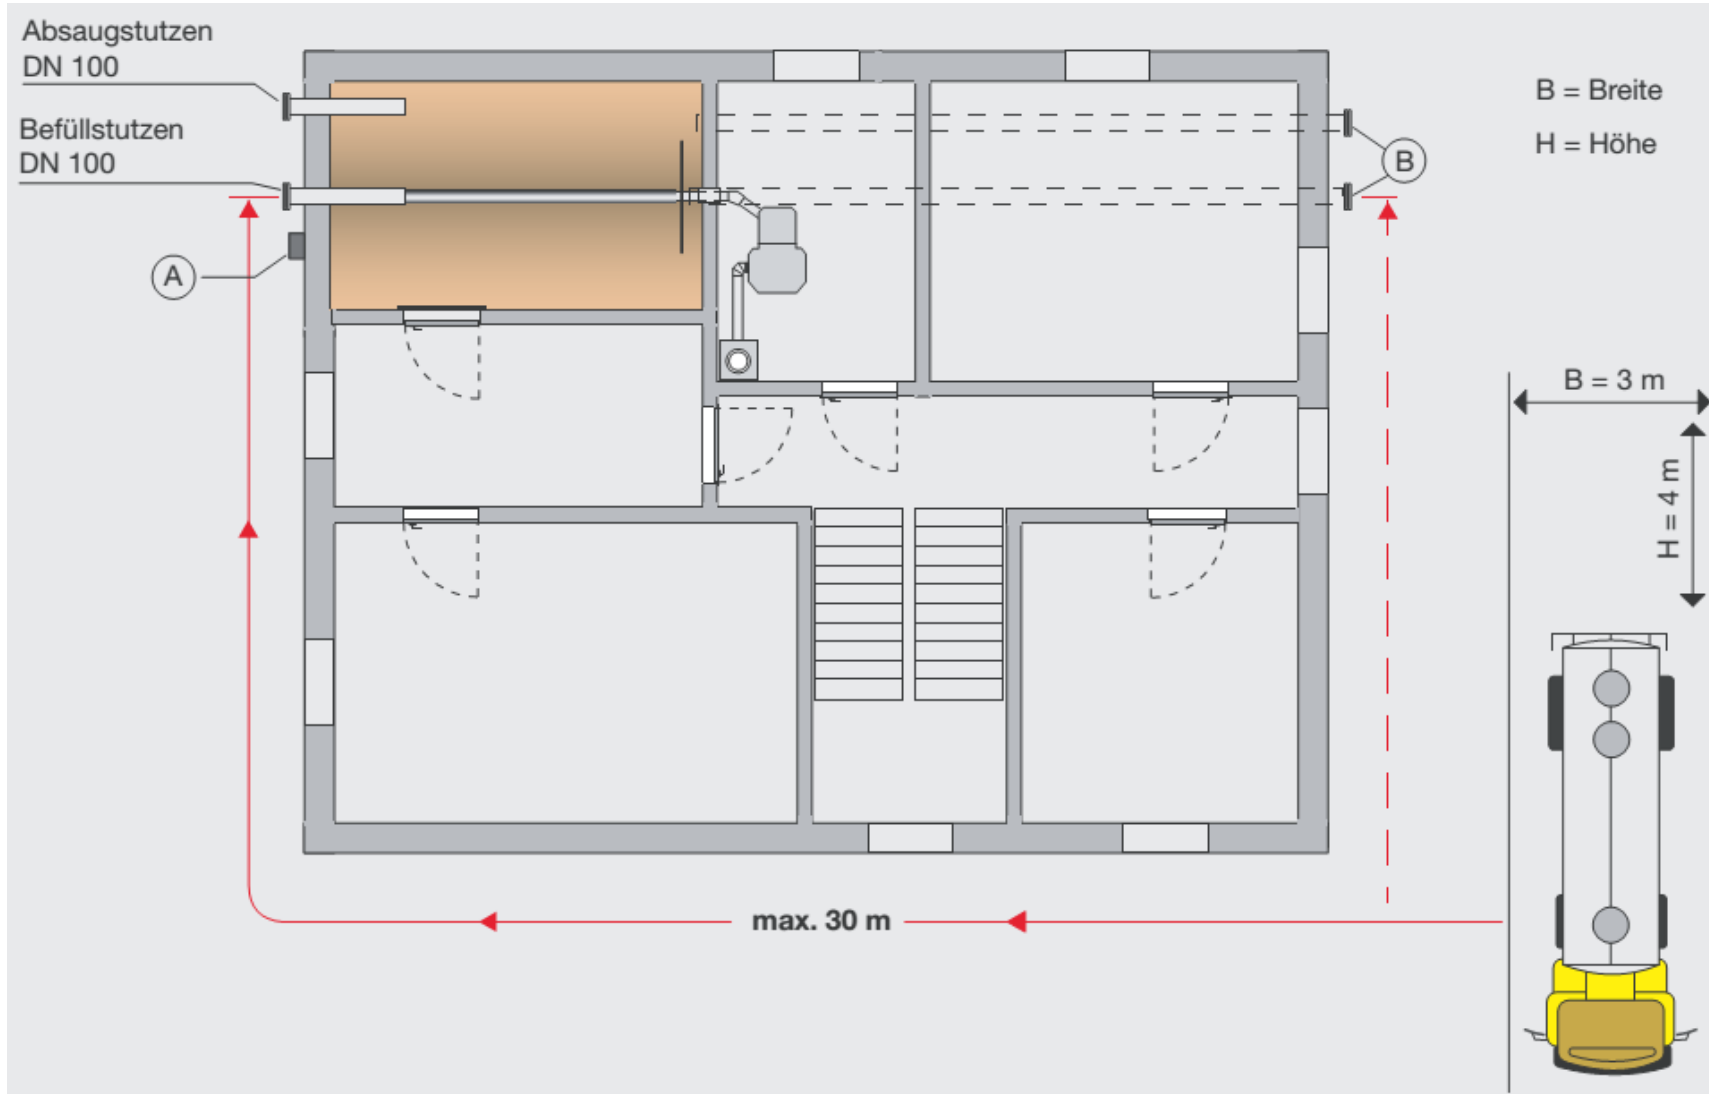 Absaugstutzen
DN 100
Befüllstutzen
DN 100
A
B
B = Breite
H = Höhe
B = 3 m
H = 4 m
max. 30 m